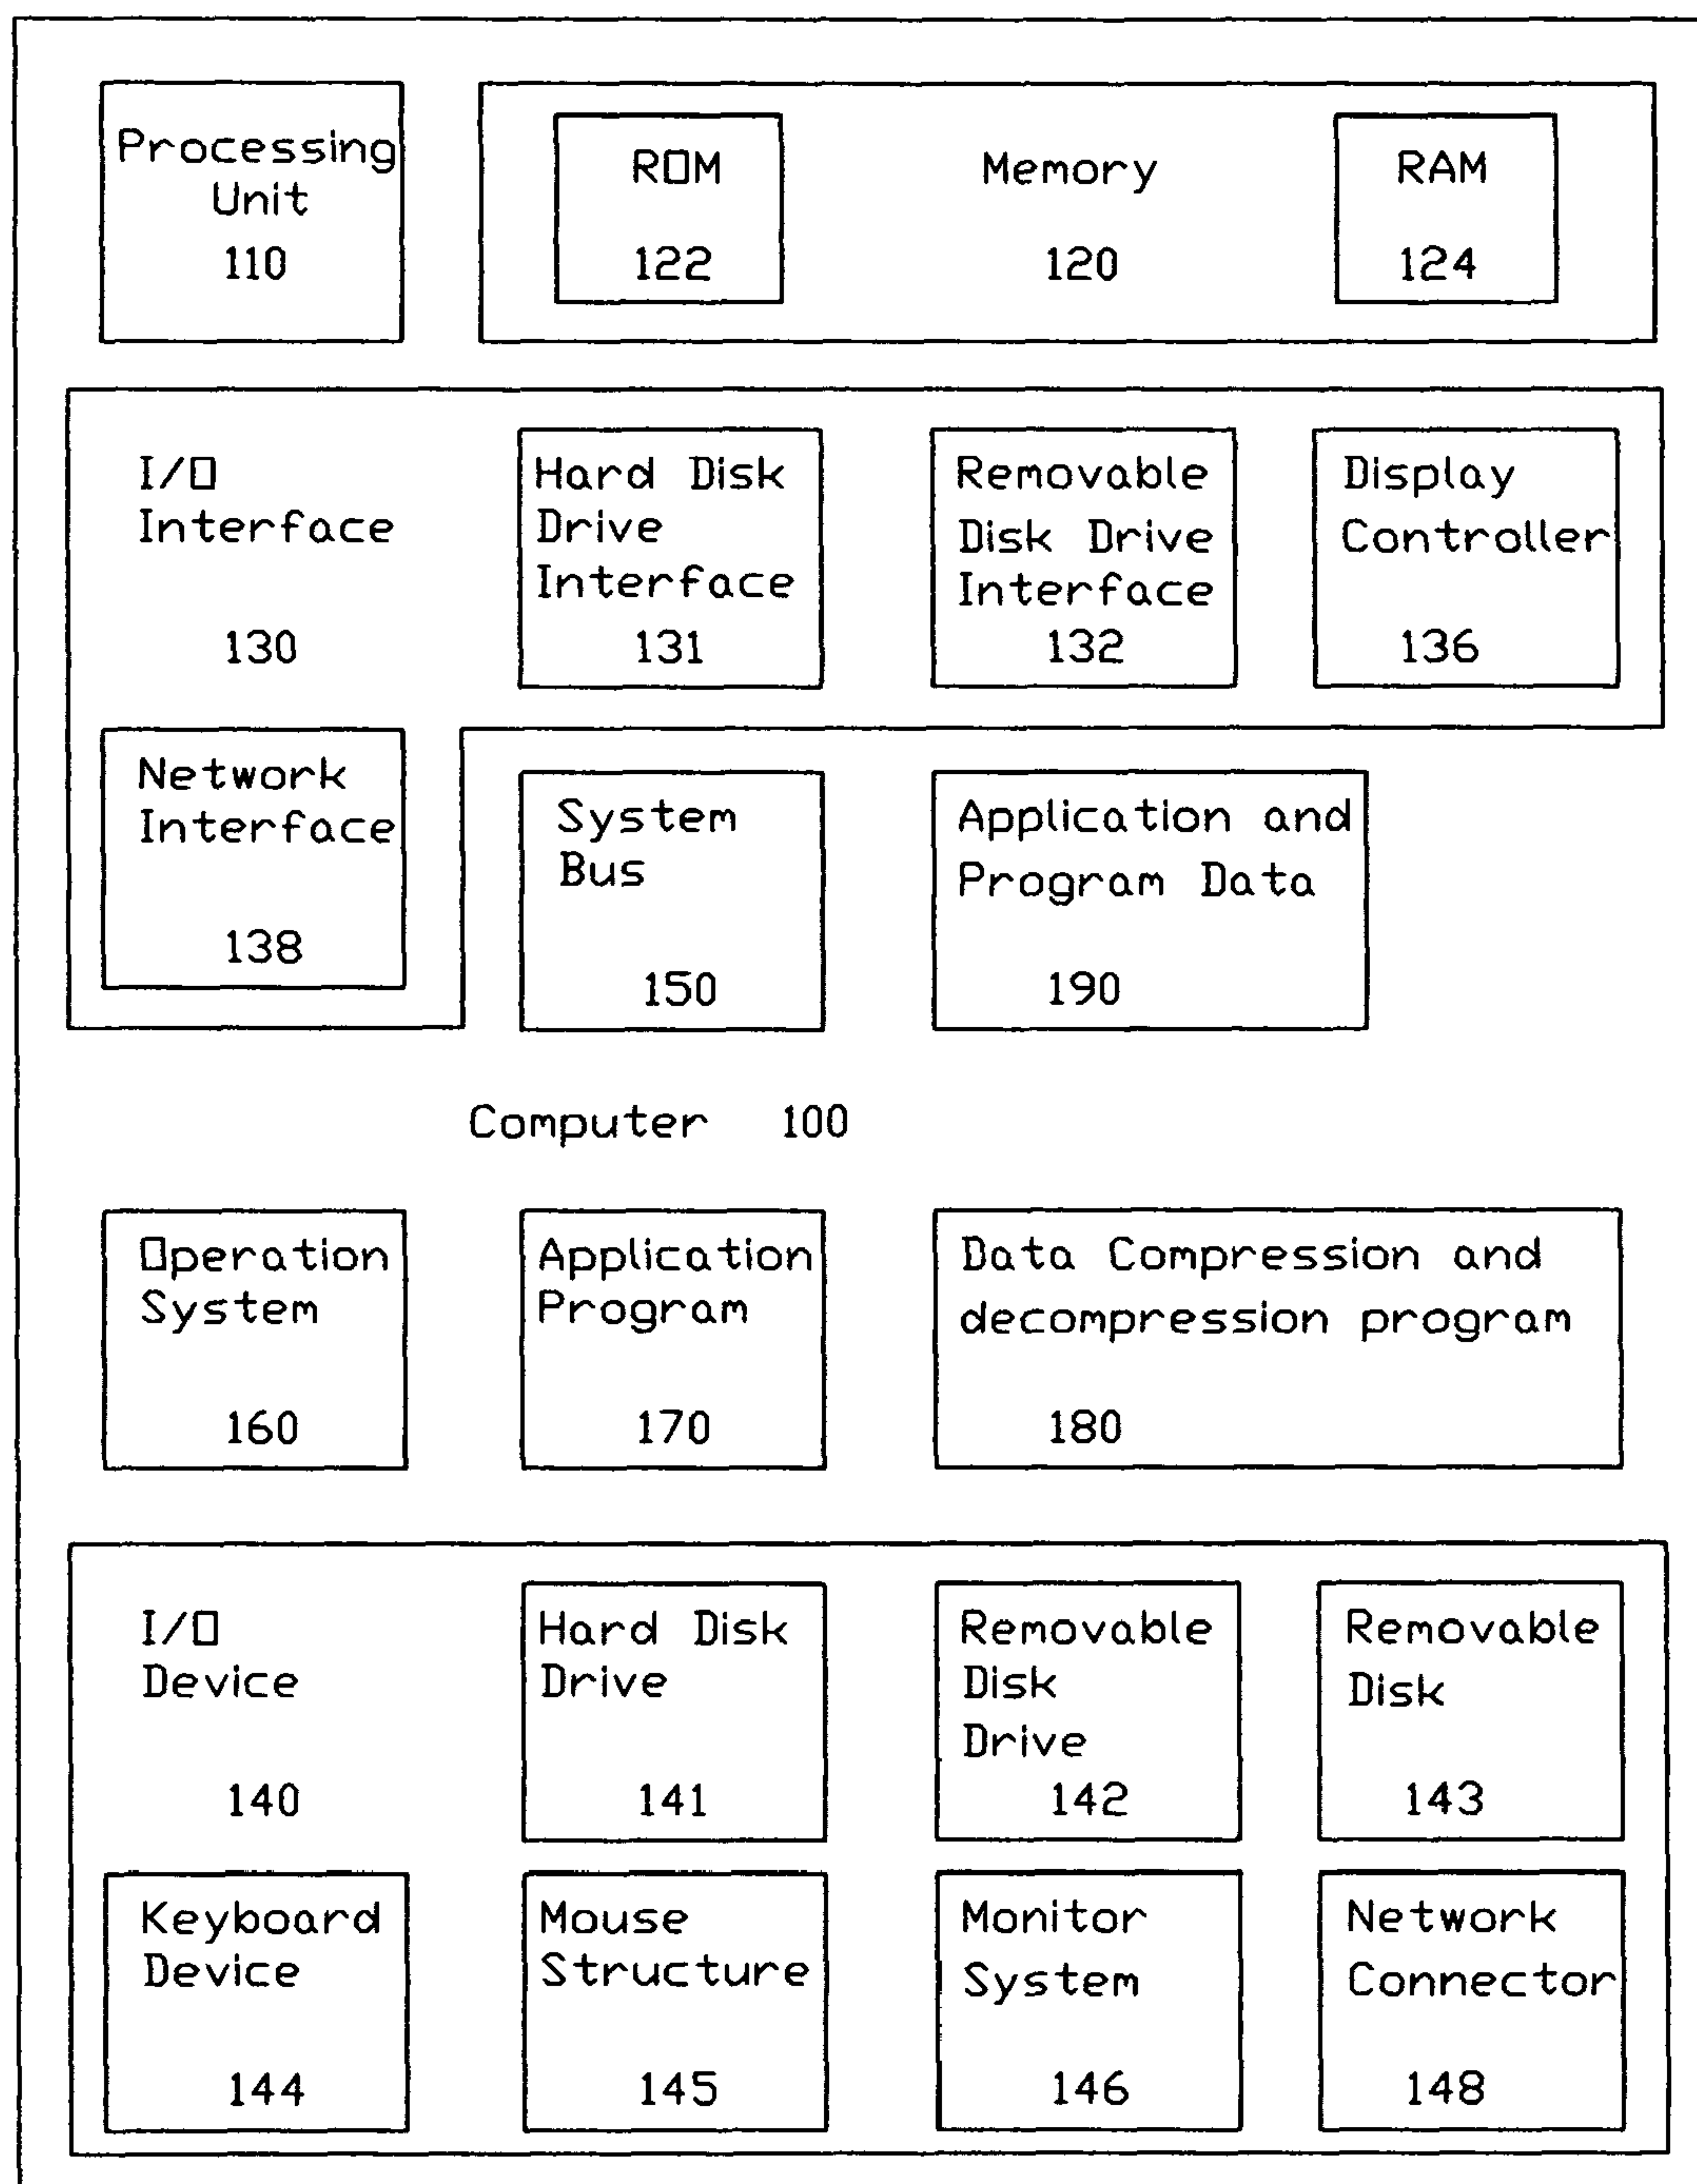 Processing
Unit
110
ROM
122
Memory
120
RAM
124
I/O
Interface
130
Hard Disk
Drive
Interface
131
Removable
Disk Drive
Interface
132
Display
Controller
136
Network
Interface
138
System
Bus
150
Application and
Program Data
190
Computer 100
Operation
System
160
Application
Program
170
Data Compression and
decompression program
180
I/O
Device
140
Hard Disk
Drive
141
Removable
Disk
Drive
142
Removable
Disk
143
Keyboard
Device
144
Mouse
Structure
145
Monitor
System
146
Network
Connector
148